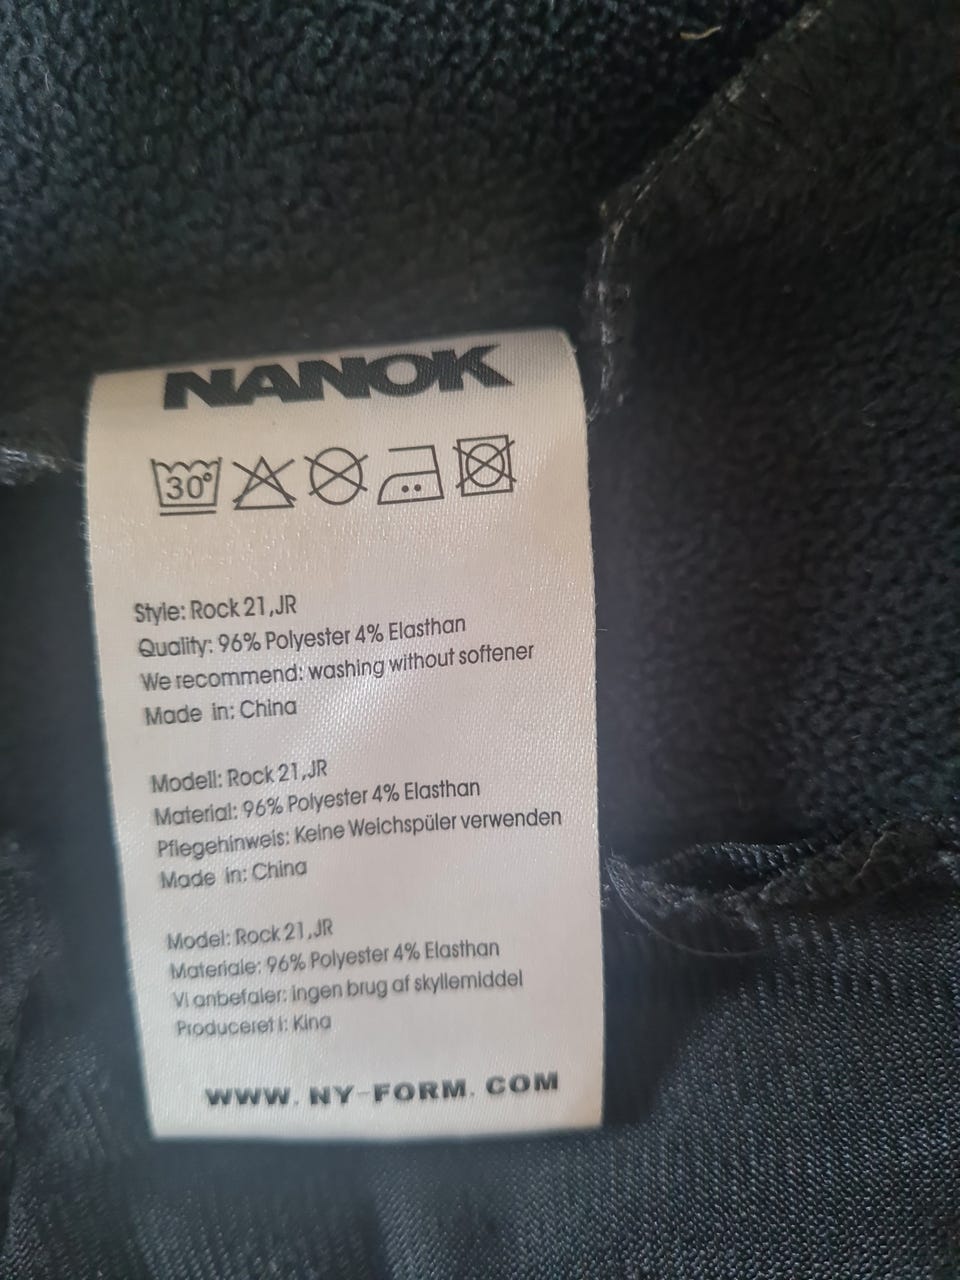 NANOK
30°
Style: Rock 21,JR
Quality: 96% Polyester 4% Elasthan
We recommend: washing without softener
Made in: China
Modell: Rock 21,JR
Material: 96% Polyester 4% Elasthan
Pflegehinweis: Keine Weichspüler verwenden
Made in: China
Model: Rock 21,JR
Materiale: 96% Polyester 4% Elasthan
Vi anbefaler: ingen brug af skyllemiddel
Produceret i: Kina
WWW. NY-FORM. COM